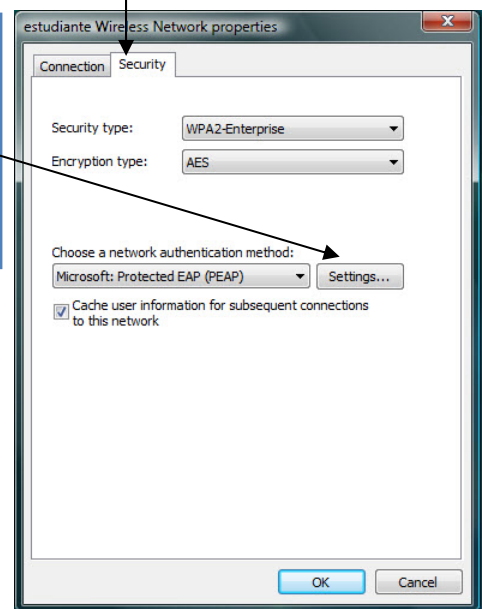 estudiante Wireless Network properties
Connection Security
Security type: WPA2-Enterprise
Encryption type: AES
Choose a network authentication method:
Microsoft: Protected EAP (PEAP) Settings...
Cache user information for subsequent connections
to this network
OK Cancel